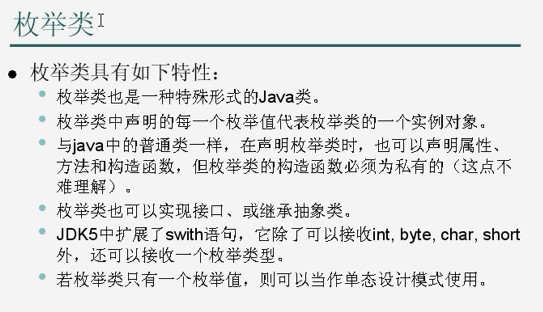 枚举类
枚举类具有如下特性：
枚举类也是一种特殊形式的Java类。
枚举类中声明的每一个枚举值代表枚举类的一个实例对象。
与java中的普通类一样，在声明枚举类时，也可以声明属性、
方法和构造函数，但枚举类的构造函数必须为私有的（这点不
难理解）。
枚举类也可以实现接口、或继承抽象类。
JDK5中扩展了swith语句，它除了可以接收int, byte, char, short
外，还可以接收一个枚举类型。
若枚举类只有一个枚举值，则可以当作单态设计模式使用。